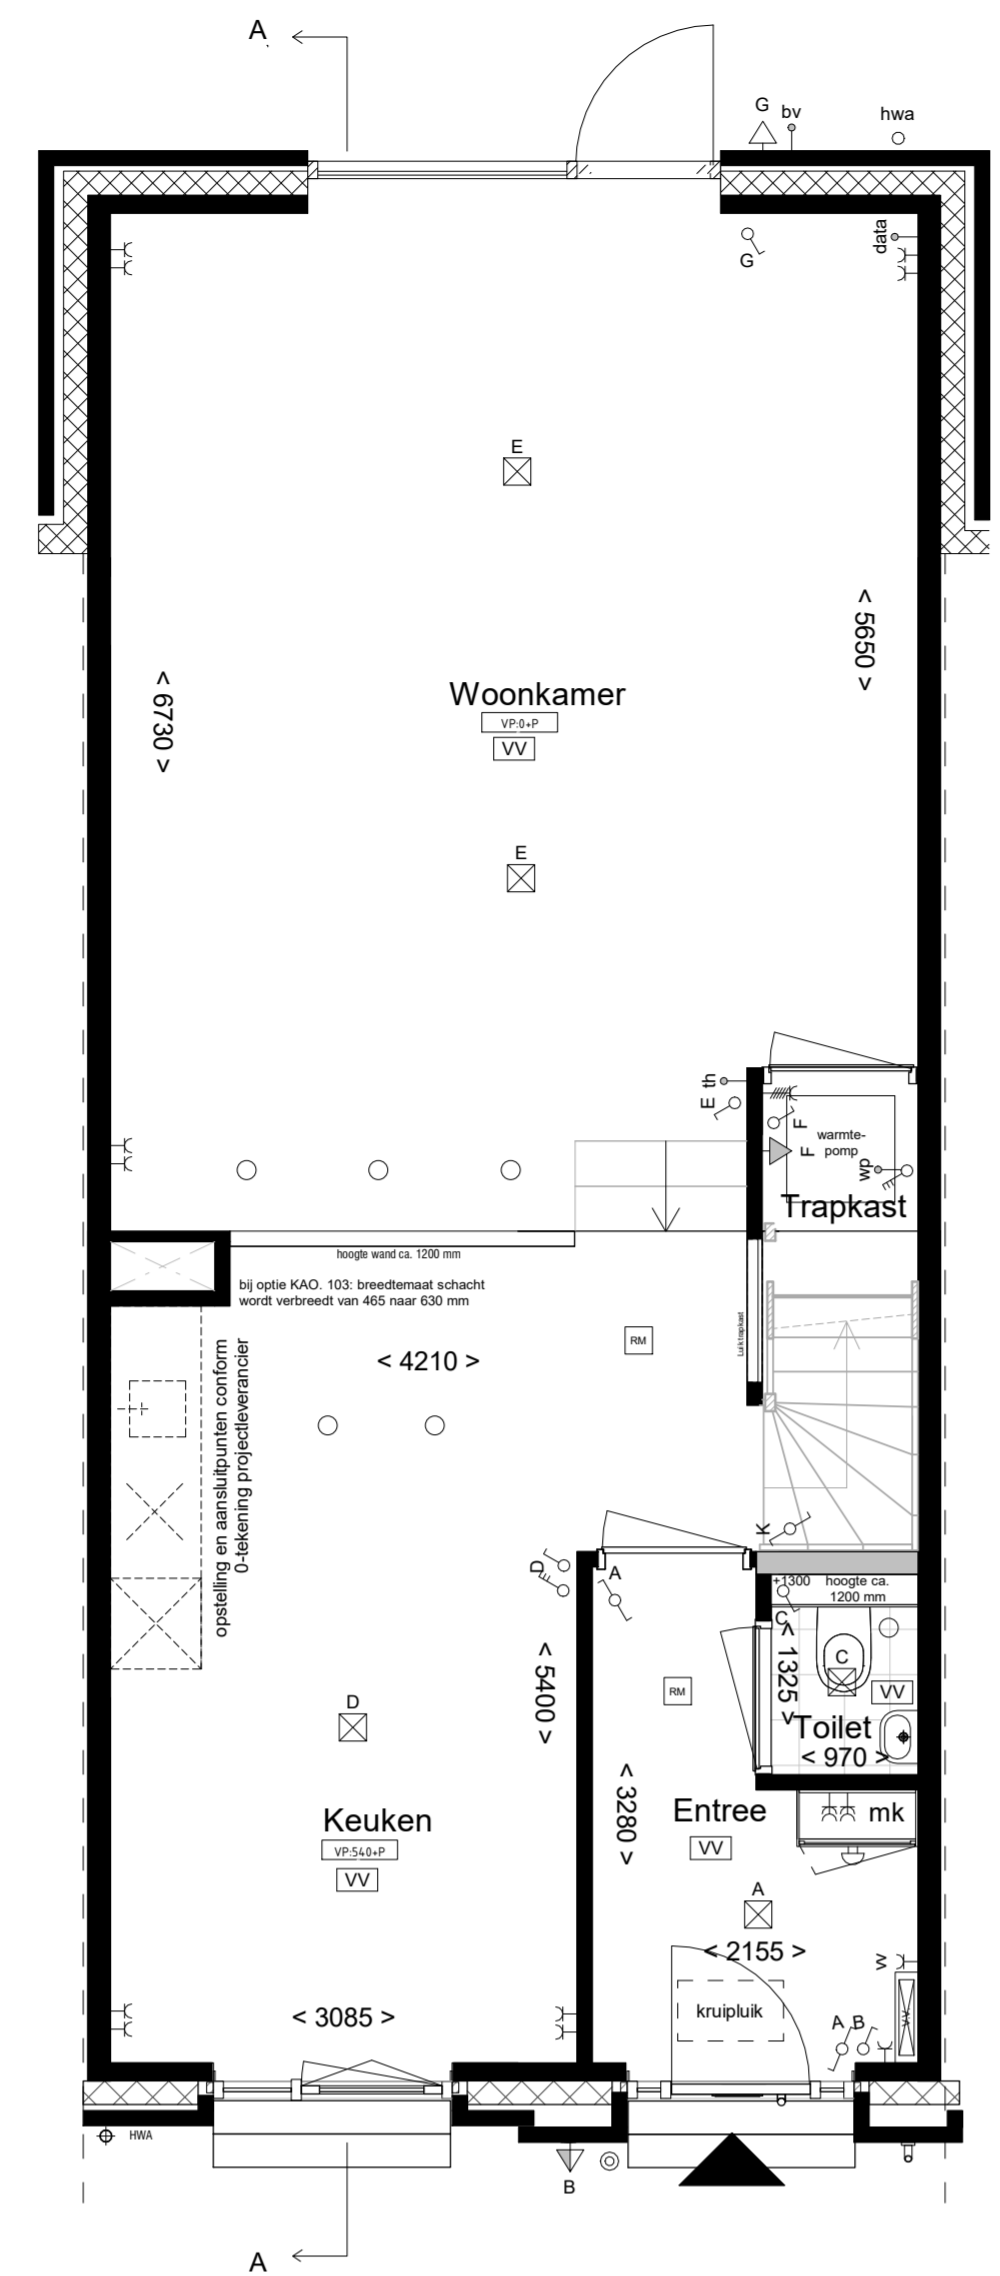 A
G
bv
hwa
data
G
E
< 5650 >
< 6730 >
Woonkamer
VP:0+P
VV
E
th
E
F
F
warmte-
pomp
wp
Trapkast
hoogte wand ca. 1200 mm
bij optie KAO. 103: breedtemaat schacht
wordt verbreedt van 465 naar 630 mm
Luik trapkast
RM
< 4210 >
opstelling en aansluitpunten conform
0-tekening projectleverancier
K
D
A
+1300
hoogte ca.
1200 mm
C
< 1325 >
C
VV
< 5400 >
RM
D
Toilet
< 970 >
< 3280 >
Entree
mk
Keuken
VP:540+P
VV
VV
A
< 2155 >
W
kruipluik
VV
A
B
< 3085 >
HWA
B
A